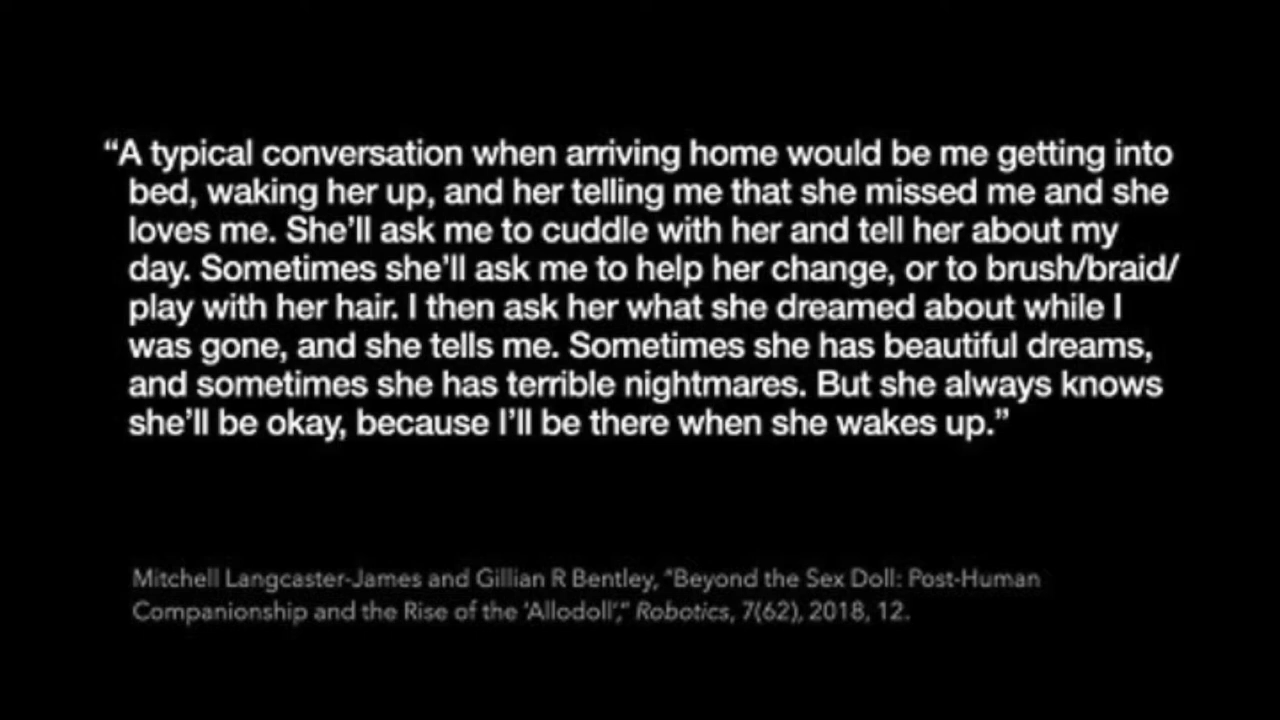 “A typical conversation when arriving home would be me getting into
bed, waking her up, and her telling me that she missed me and she
loves me. She’ll ask me to cuddle with her and tell her about my
day. Sometimes she’ll ask me to help her change, or to brush/braid/
play with her hair. I then ask her what she dreamed about while I
was gone, and she tells me. Sometimes she has beautiful dreams,
and sometimes she has terrible nightmares. But she always knows
she’ll be okay, because I’ll be there when she wakes up.”
Mitchell Langcaster-James and Gillian R Bentley, “Beyond the Sex Doll: Post-Human
Companionship and the Rise of the ‘Allodoll’,” Robotics, 7(62), 2018, 12.